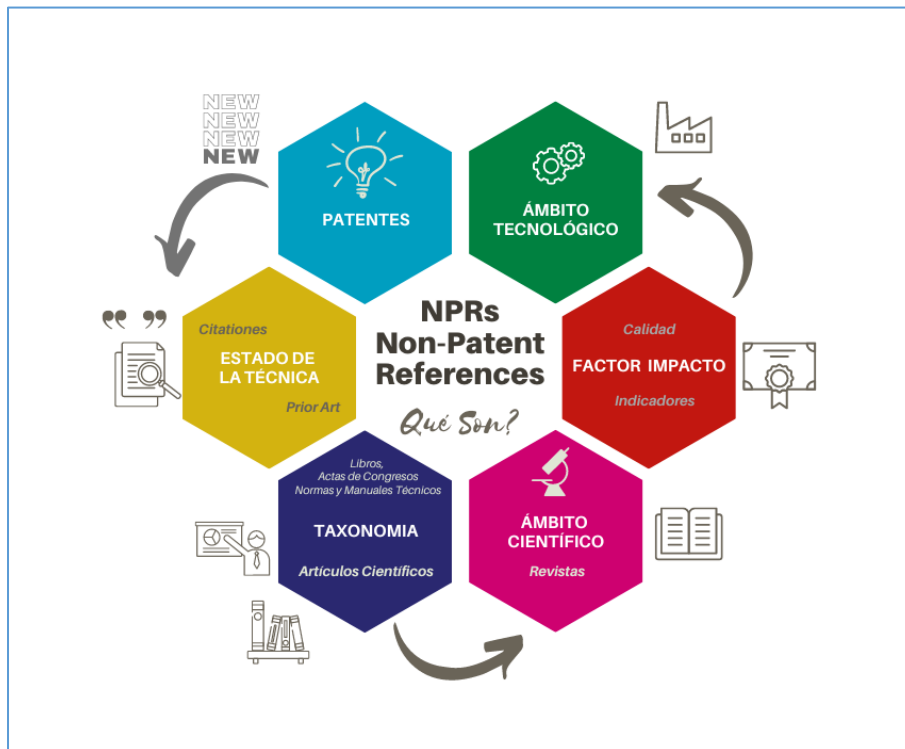 NEW
NEW
NEW
NEW
PATENTES
ÁMBITO
TECNOLÓGICO
Citationes
ESTADO DE
LA TÉCNICA
Prior Art
NPRs
Non-Patent
References
Qué Son?
Calidad
FACTOR IMPACTO
Indicadores
Libros,
Actas de Congresos
Normas y Manuales Técnicos
TAXONOMIA
Artículos Científicos
ÁMBITO
CIENTÍFICO
Revistas